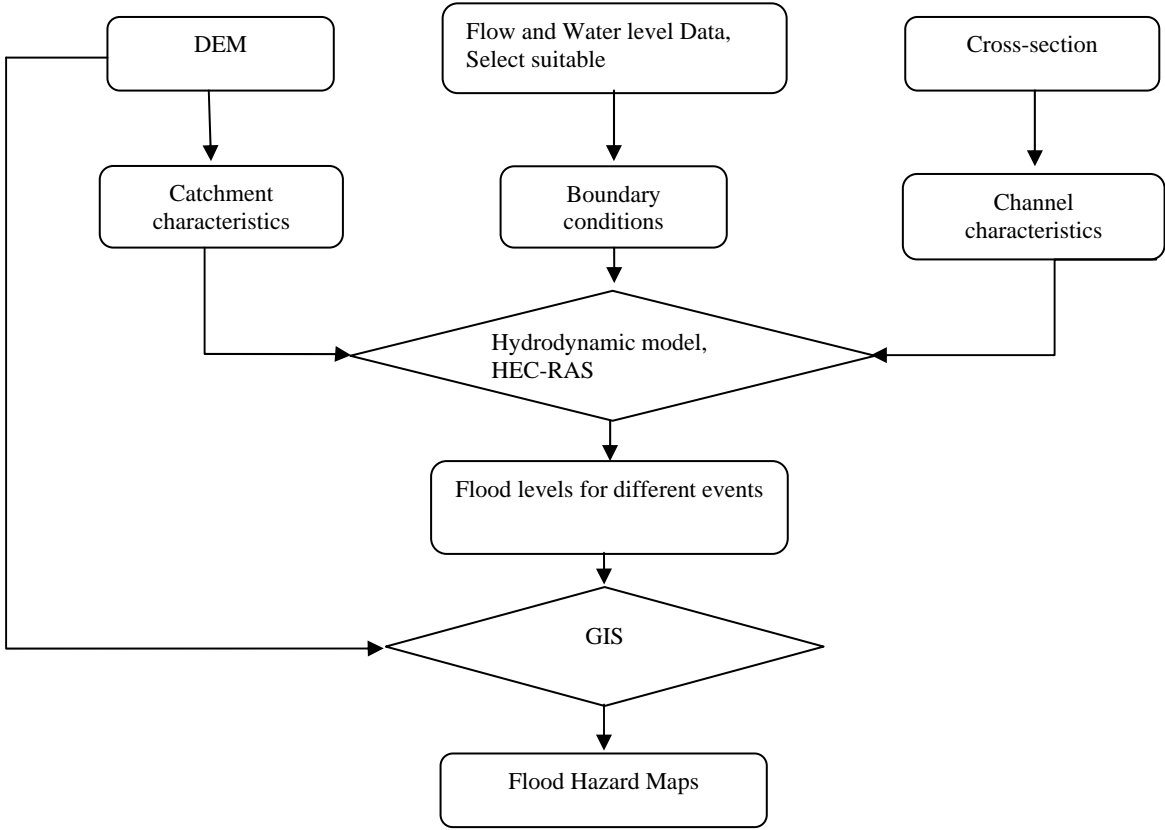 DEM
Flow and Water level Data,
Select suitable
Cross-section
Catchment
characteristics
Boundary
conditions
Channel
characteristics
Hydrodynamic model,
HEC-RAS
Flood levels for different events
GIS
Flood Hazard Maps